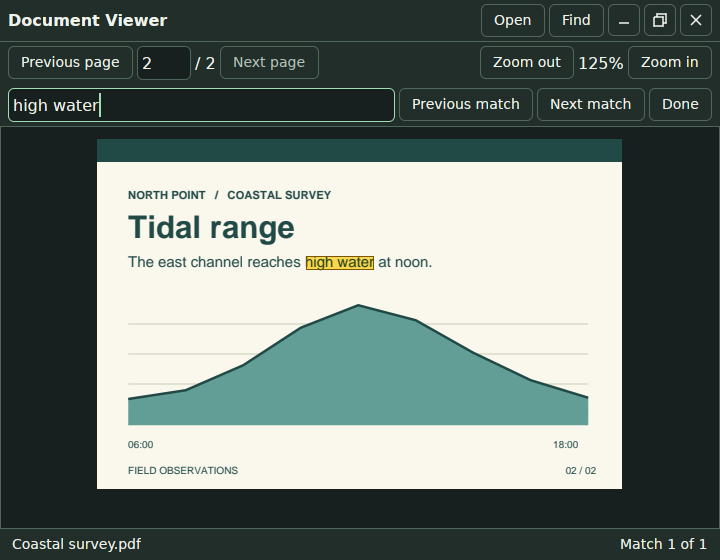 Document Viewer Open Find
Previous page 2 / 2 Next page Zoom out 125% Zoom in
high water Previous match Next match Done
NORTH POINT / COASTAL SURVEY
Tidal range
The east channel reaches high water at noon.
06:00 18:00
FIELD OBSERVATIONS 02 / 02
Coastal survey.pdf Match 1 of 1